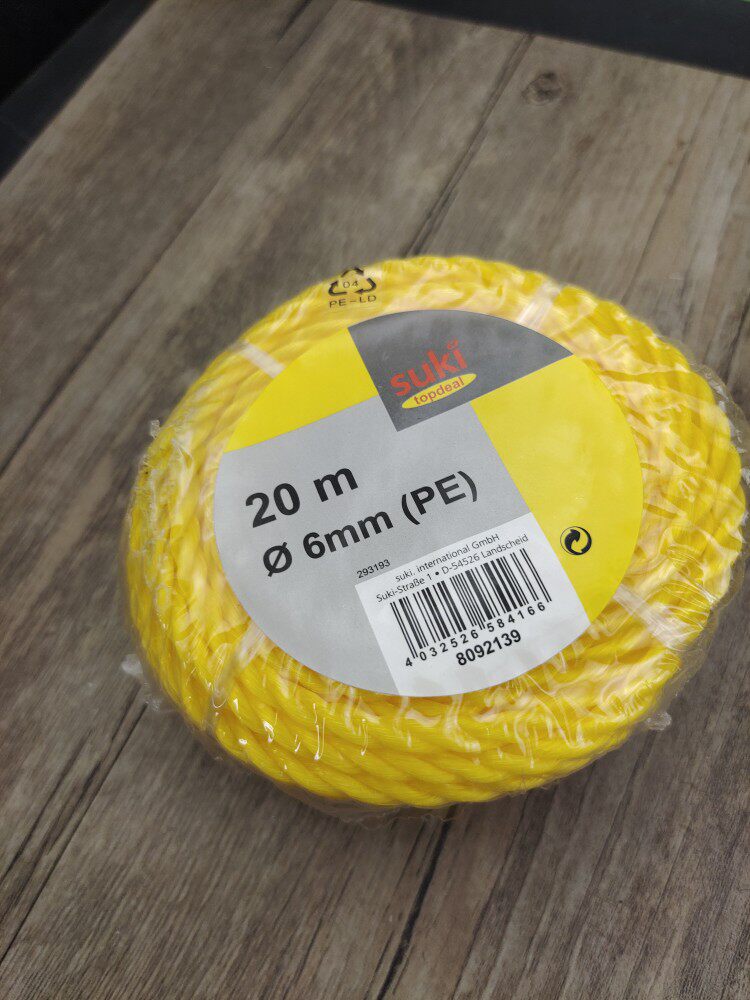 04
PE-LD
suki
topdeal
20 m
Ø 6mm (PE)
293193
suki. international GmbH
Suki-Straße 1 • D-54526 Landscheid
4 032526 584166
8092139